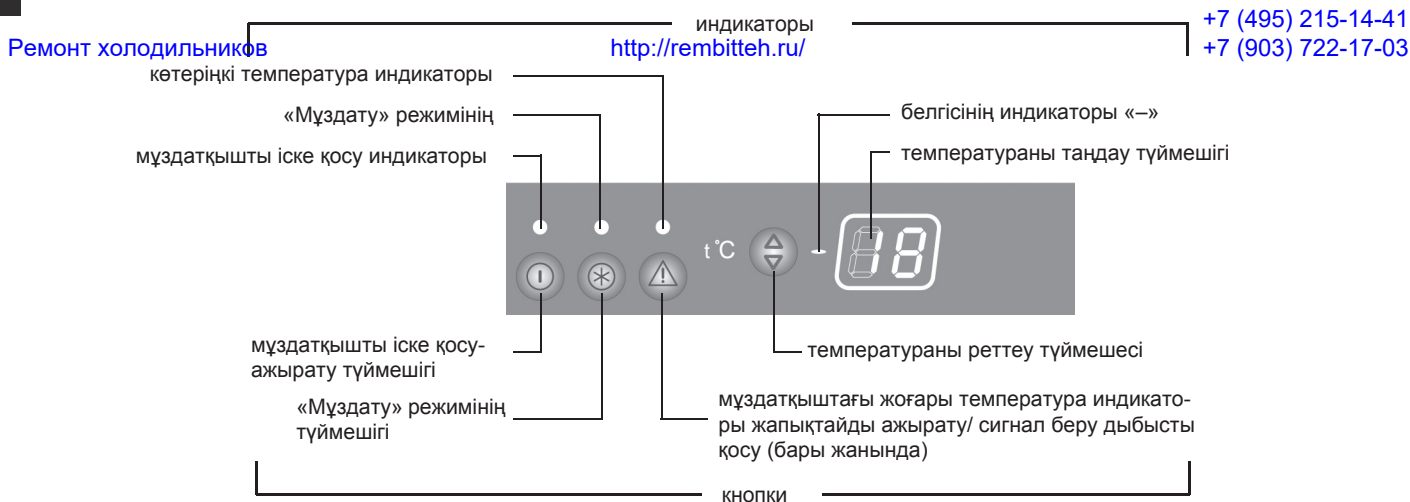 индикаторы
+7 (495) 215-14-41
Ремонт холодильников
http://rembitteh.ru/
+7 (903) 722-17-03
көтеріңкі температура индикаторы
«Мұздату» режимінің
белгісінің индикаторы «–»
мұздатқышты іске қосу индикаторы
температураны таңдау түймешігі
t °C
18
мұздатқышты іске қосу-
ажырату түймешігі
температураны реттеу түймешесі
«Мұздату» режимінің
түймешігі
мұздатқыштағы жоғары температура индикато-
ры жапықтайды ажырату/ сигнал беру дыбысты
қосу (бары жанында)
кнопки